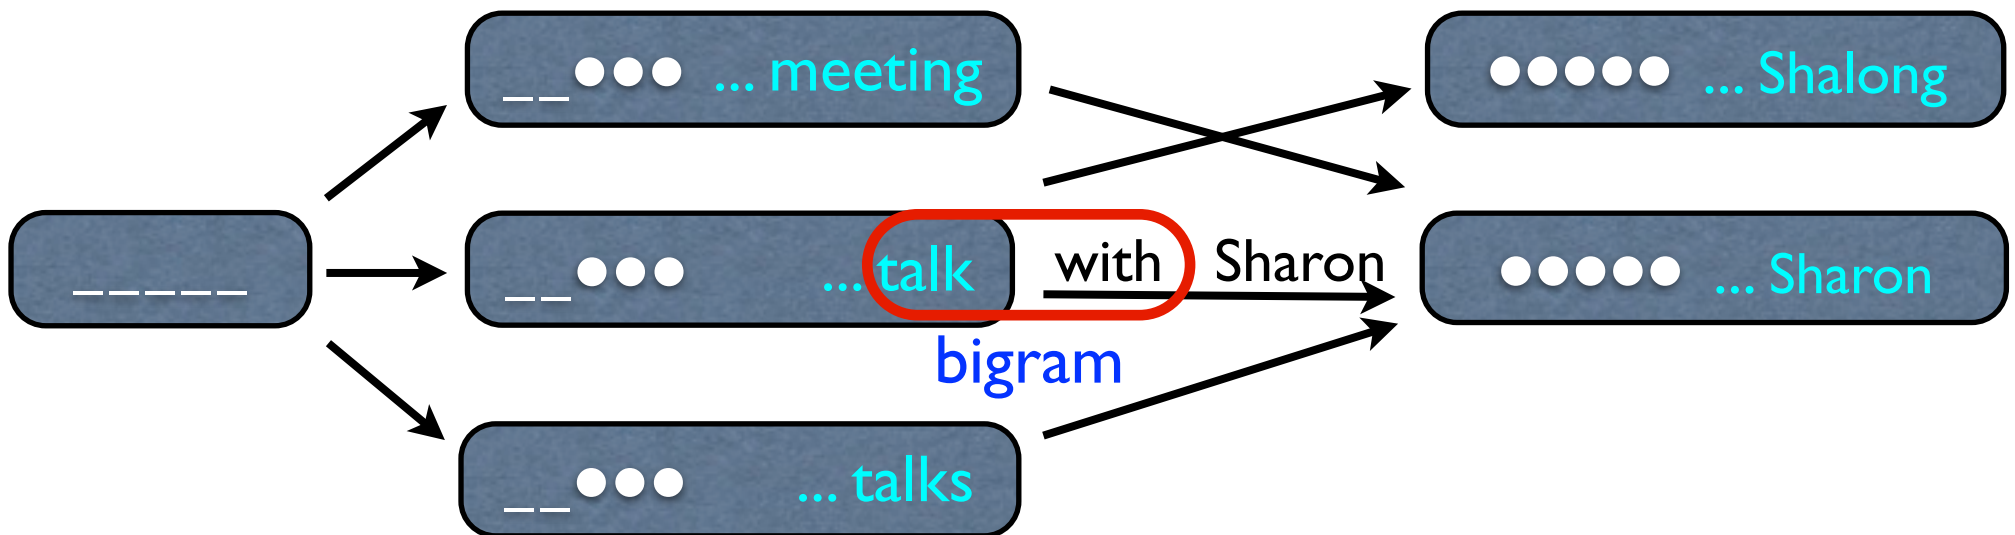 _ _ ● ● ● ... meeting
● ● ● ● ● ... Shalong
_ _ _ _ _
_ _ ● ● ● ... talk
with Sharon
● ● ● ● ● ... Sharon
bigram
_ _ ● ● ● ... talks